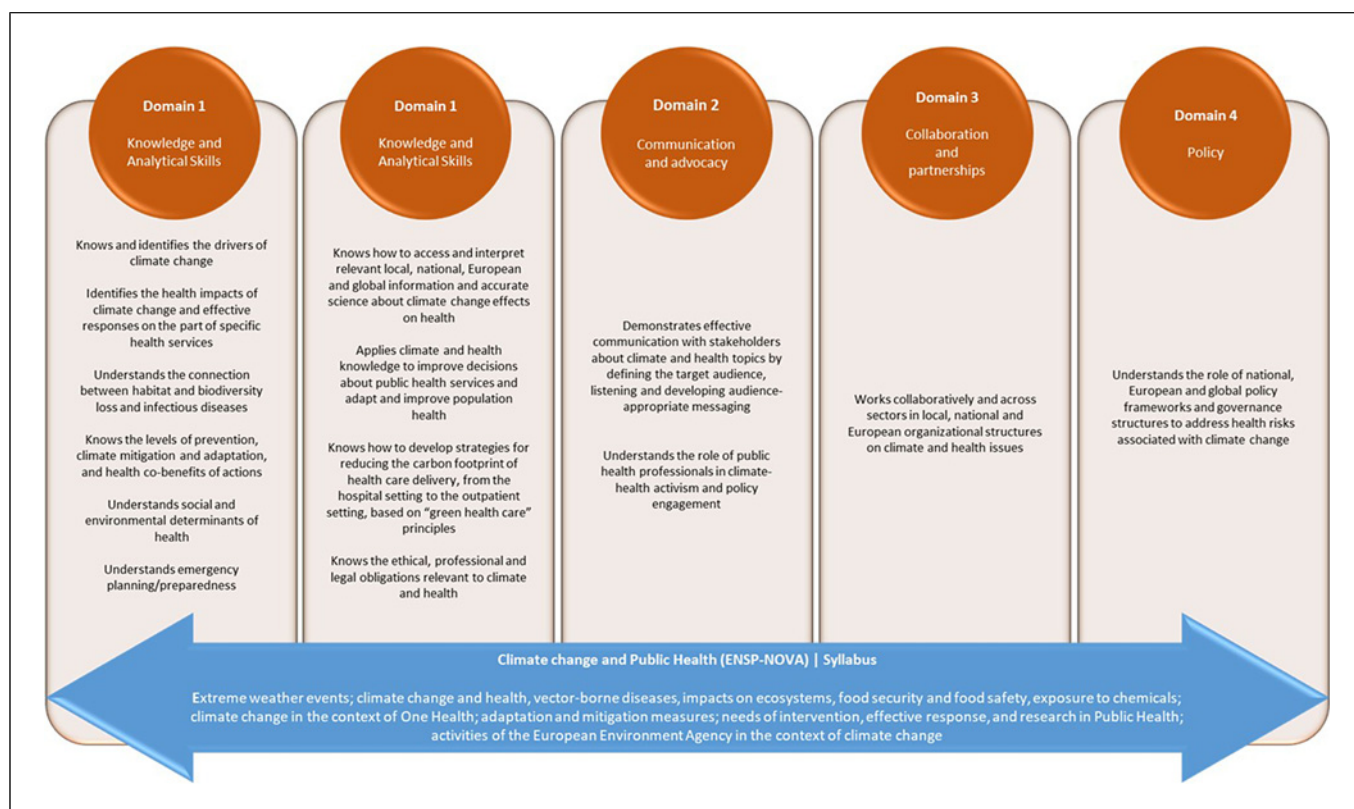 Domain 1
Knowledge and
Analytical Skills
Knows and identifies the drivers of
climate change
Identifies the health impacts of
climate change and effective
responses on the part of specific
health services
Understands the connection
between habitat and biodiversity
loss and infectious diseases
Knows the levels of prevention,
climate mitigation and adaptation,
and health co-benefits of actions
Understands social and
environmental determinants of
health
Understands emergency
planning/preparedness
Domain 1
Knowledge and
Analytical Skills
Knows how to access and interpret
relevant local, national, European
and global information and accurate
science about climate change effects
on health
Applies climate and health
knowledge to improve decisions
about public health services and
adapt and improve population
health
Knows how to develop strategies for
reducing the carbon footprint of
health care delivery, from the
hospital setting to the outpatient
setting, based on “green health care”
principles
Knows the ethical, professional and
legal obligations relevant to climate
and health
Domain 2
Communication
and advocacy
Demonstrates effective
communication with stakeholders
about climate and health topics by
defining the target audience,
listening and developing audience-
appropriate messaging
Understands the role of public
health professionals in climate-
health activism and policy
engagement
Domain 3
Collaboration
and
partnerships
Works collaboratively and across
sectors in local, national and
European organizational structures
on climate and health issues
Domain 4
Policy
Understands the role of national,
European and global policy
frameworks and governance
structures to address health risks
associated with climate change
Climate change and Public Health (ENSP-NOVA) | Syllabus
Extreme weather events; climate change and health, vector-borne diseases, impacts on ecosystems, food security and food safety, exposure to chemicals;
climate change in the context of One Health; adaptation and mitigation measures; needs of intervention, effective response, and research in Public Health;
activities of the European Environment Agency in the context of climate change